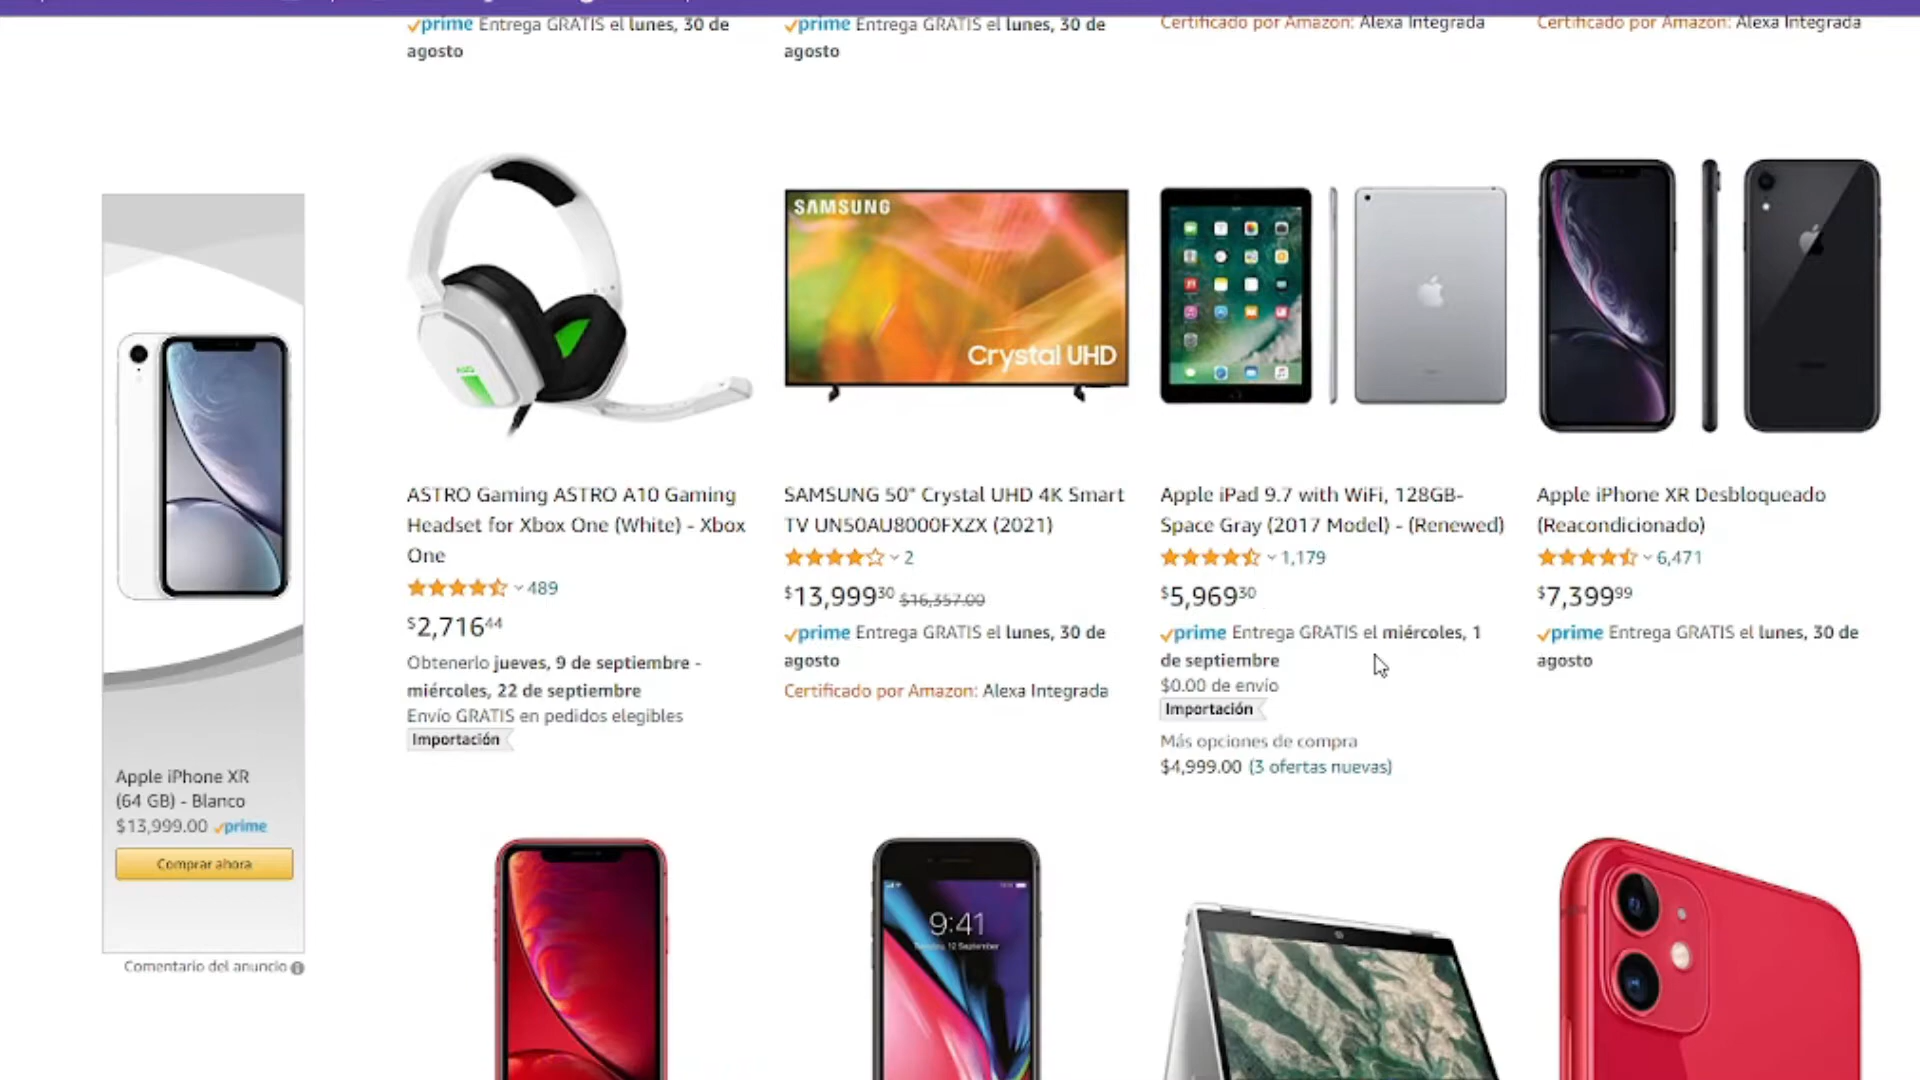 prime Entrega GRATIS el lunes, 30 de
agosto
prime Entrega GRATIS el lunes, 30 de
agosto
Certificado por Amazon: Alexa Integrada
Certificado por Amazon: Alexa Integrada
SAMSUNG
Crystal UHD
ASTRO Gaming ASTRO A10 Gaming
Headset for Xbox One (White) - Xbox
One
489
$2,716.44
Obtenerlo jueves, 9 de septiembre -
miércoles, 22 de septiembre
Envío GRATIS en pedidos elegibles
Importación
SAMSUNG 50" Crystal UHD 4K Smart
TV UN50AU8000FXZX (2021)
2
$13,999.30 $16,357.00
prime Entrega GRATIS el lunes, 30 de
agosto
Certificado por Amazon: Alexa Integrada
Apple iPad 9.7 with WiFi, 128GB-
Space Gray (2017 Model) - (Renewed)
1,179
$5,969.30
prime Entrega GRATIS el miércoles, 1
de septiembre
$0.00 de envío
Importación
Más opciones de compra
$4,999.00 (3 ofertas nuevas)
Apple iPhone XR Desbloqueado
(Reacondicionado)
6,471
$7,399.99
prime Entrega GRATIS el lunes, 30 de
agosto
Apple iPhone XR
(64 GB) - Blanco
$13,999.00 prime
Comprar ahora
Comentario del anuncio
9:41
Tuesday, 12 September